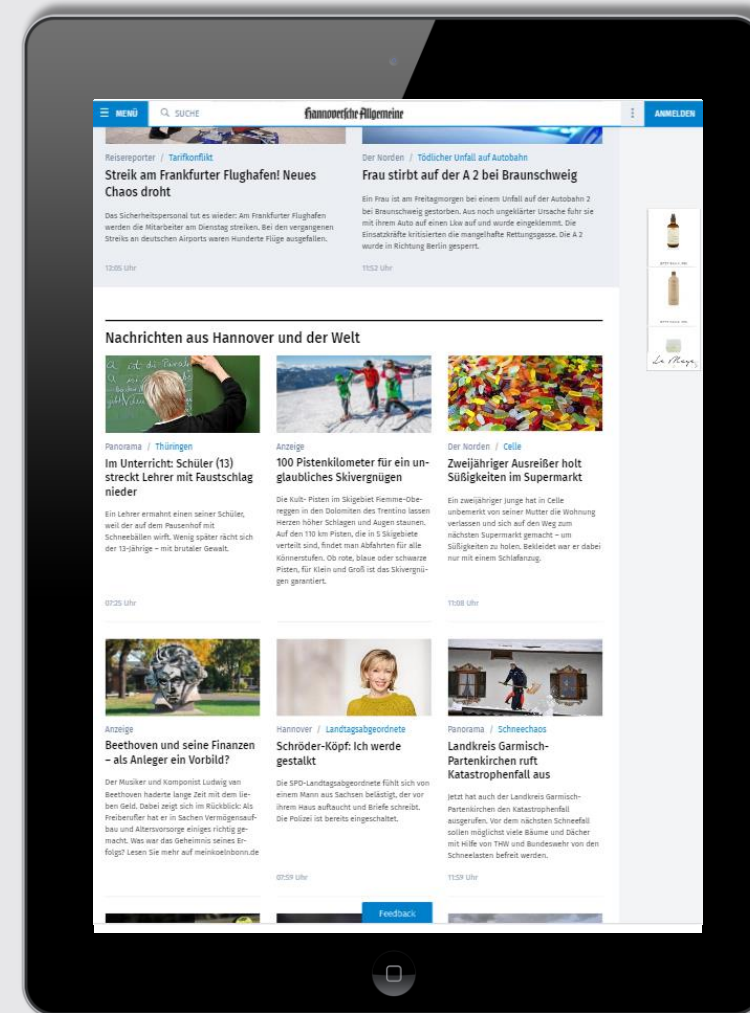 MENÜ
SUCHE
Hannoversche Allgemeine
ANMELDEN
Reisereporter / Tarifkonflikt
Streik am Frankfurter Flughafen! Neues
Chaos droht
Das Sicherheitspersonal tut es wieder: Am Frankfurter Flughafen
werden die Mitarbeiter am Dienstag streiken. Bei den vergangenen
Streiks an deutschen Airports waren Hunderte Flüge ausgefallen.
12:05 Uhr
Der Norden / Tödlicher Unfall auf Autobahn
Frau stirbt auf der A 2 bei Braunschweig
Ein Frau ist am Freitagmorgen bei einem Unfall auf der Autobahn 2
bei Braunschweig gestorben. Aus noch ungeklärter Ursache fuhr sie
mit ihrem Auto auf einen Lkw auf und wurde eingeklemmt. Die
Einsatzkräfte kritisierten die mangelhafte Rettungsgasse. Die A 2
wurde in Richtung Berlin gesperrt.
11:52 Uhr
La Mayë
Nachrichten aus Hannover und der Welt
Panorama / Thüringen
Im Unterricht: Schüler (13)
streckt Lehrer mit Faustschlag
nieder
Ein Lehrer ermahnt einen seiner Schüler,
weil der auf dem Pausenhof mit
Schneebällen wirft. Wenig später rächt sich
der 13-Jährige – mit brutaler Gewalt.
07:25 Uhr
Anzeige
100 Pistenkilometer für ein un-
glaubliches Skivergnügen
Die Kult- Pisten im Skigebiet Fiemme-Obe-
reggen in den Dolomiten des Trentino lassen
Herzen höher Schlagen und Augen staunen.
Auf den 110 km Pisten, die in 5 Skigebiete
verteilt sind, findet man Abfahrten für alle
Könnerstufen. Ob rote, blaue oder schwarze
Pisten, für Klein und Groß ist das Skivergnü-
gen garantiert.
Der Norden / Celle
Zweijähriger Ausreißer holt
Süßigkeiten im Supermarkt
Ein zweijähriger Junge hat in Celle
unbemerkt von seiner Mutter die Wohnung
verlassen und sich auf den Weg zum
nächsten Supermarkt gemacht – um
Süßigkeiten zu holen. Bekleidet war er dabei
nur mit einem Schlafanzug.
11:08 Uhr
Anzeige
Beethoven und seine Finanzen
– als Anleger ein Vorbild?
Der Musiker und Komponist Ludwig van
Beethoven haderte lange Zeit mit dem lie-
ben Geld. Dabei zeigt sich im Rückblick: Als
Freiberufler hat er in Sachen Vermögensauf-
bau und Altersvorsorge einiges richtig ge-
macht. Was war das Geheimnis seines Er-
folgs? Lesen Sie mehr auf meinkoelnbonn.de
Hannover / Landtagsabgeordnete
Schröder-Köpf: Ich werde
gestalkt
Die SPD-Landtagsabgeordnete fühlt sich von
einem Mann aus Sachsen belästigt, der vor
ihrem Haus auftaucht und Briefe schreibt.
Die Polizei ist bereits eingeschaltet.
07:59 Uhr
Panorama / Schneechaos
Landkreis Garmisch-
Partenkirchen ruft
Katastrophenfall aus
Jetzt hat auch der Landkreis Garmisch-
Partenkirchen den Katastrophenfall
ausgerufen. Vor dem nächsten Schneefall
sollen möglichst viele Bäume und Dächer
mit Hilfe von THW und Bundeswehr von den
Schneelasten befreit werden.
11:59 Uhr
Feedback